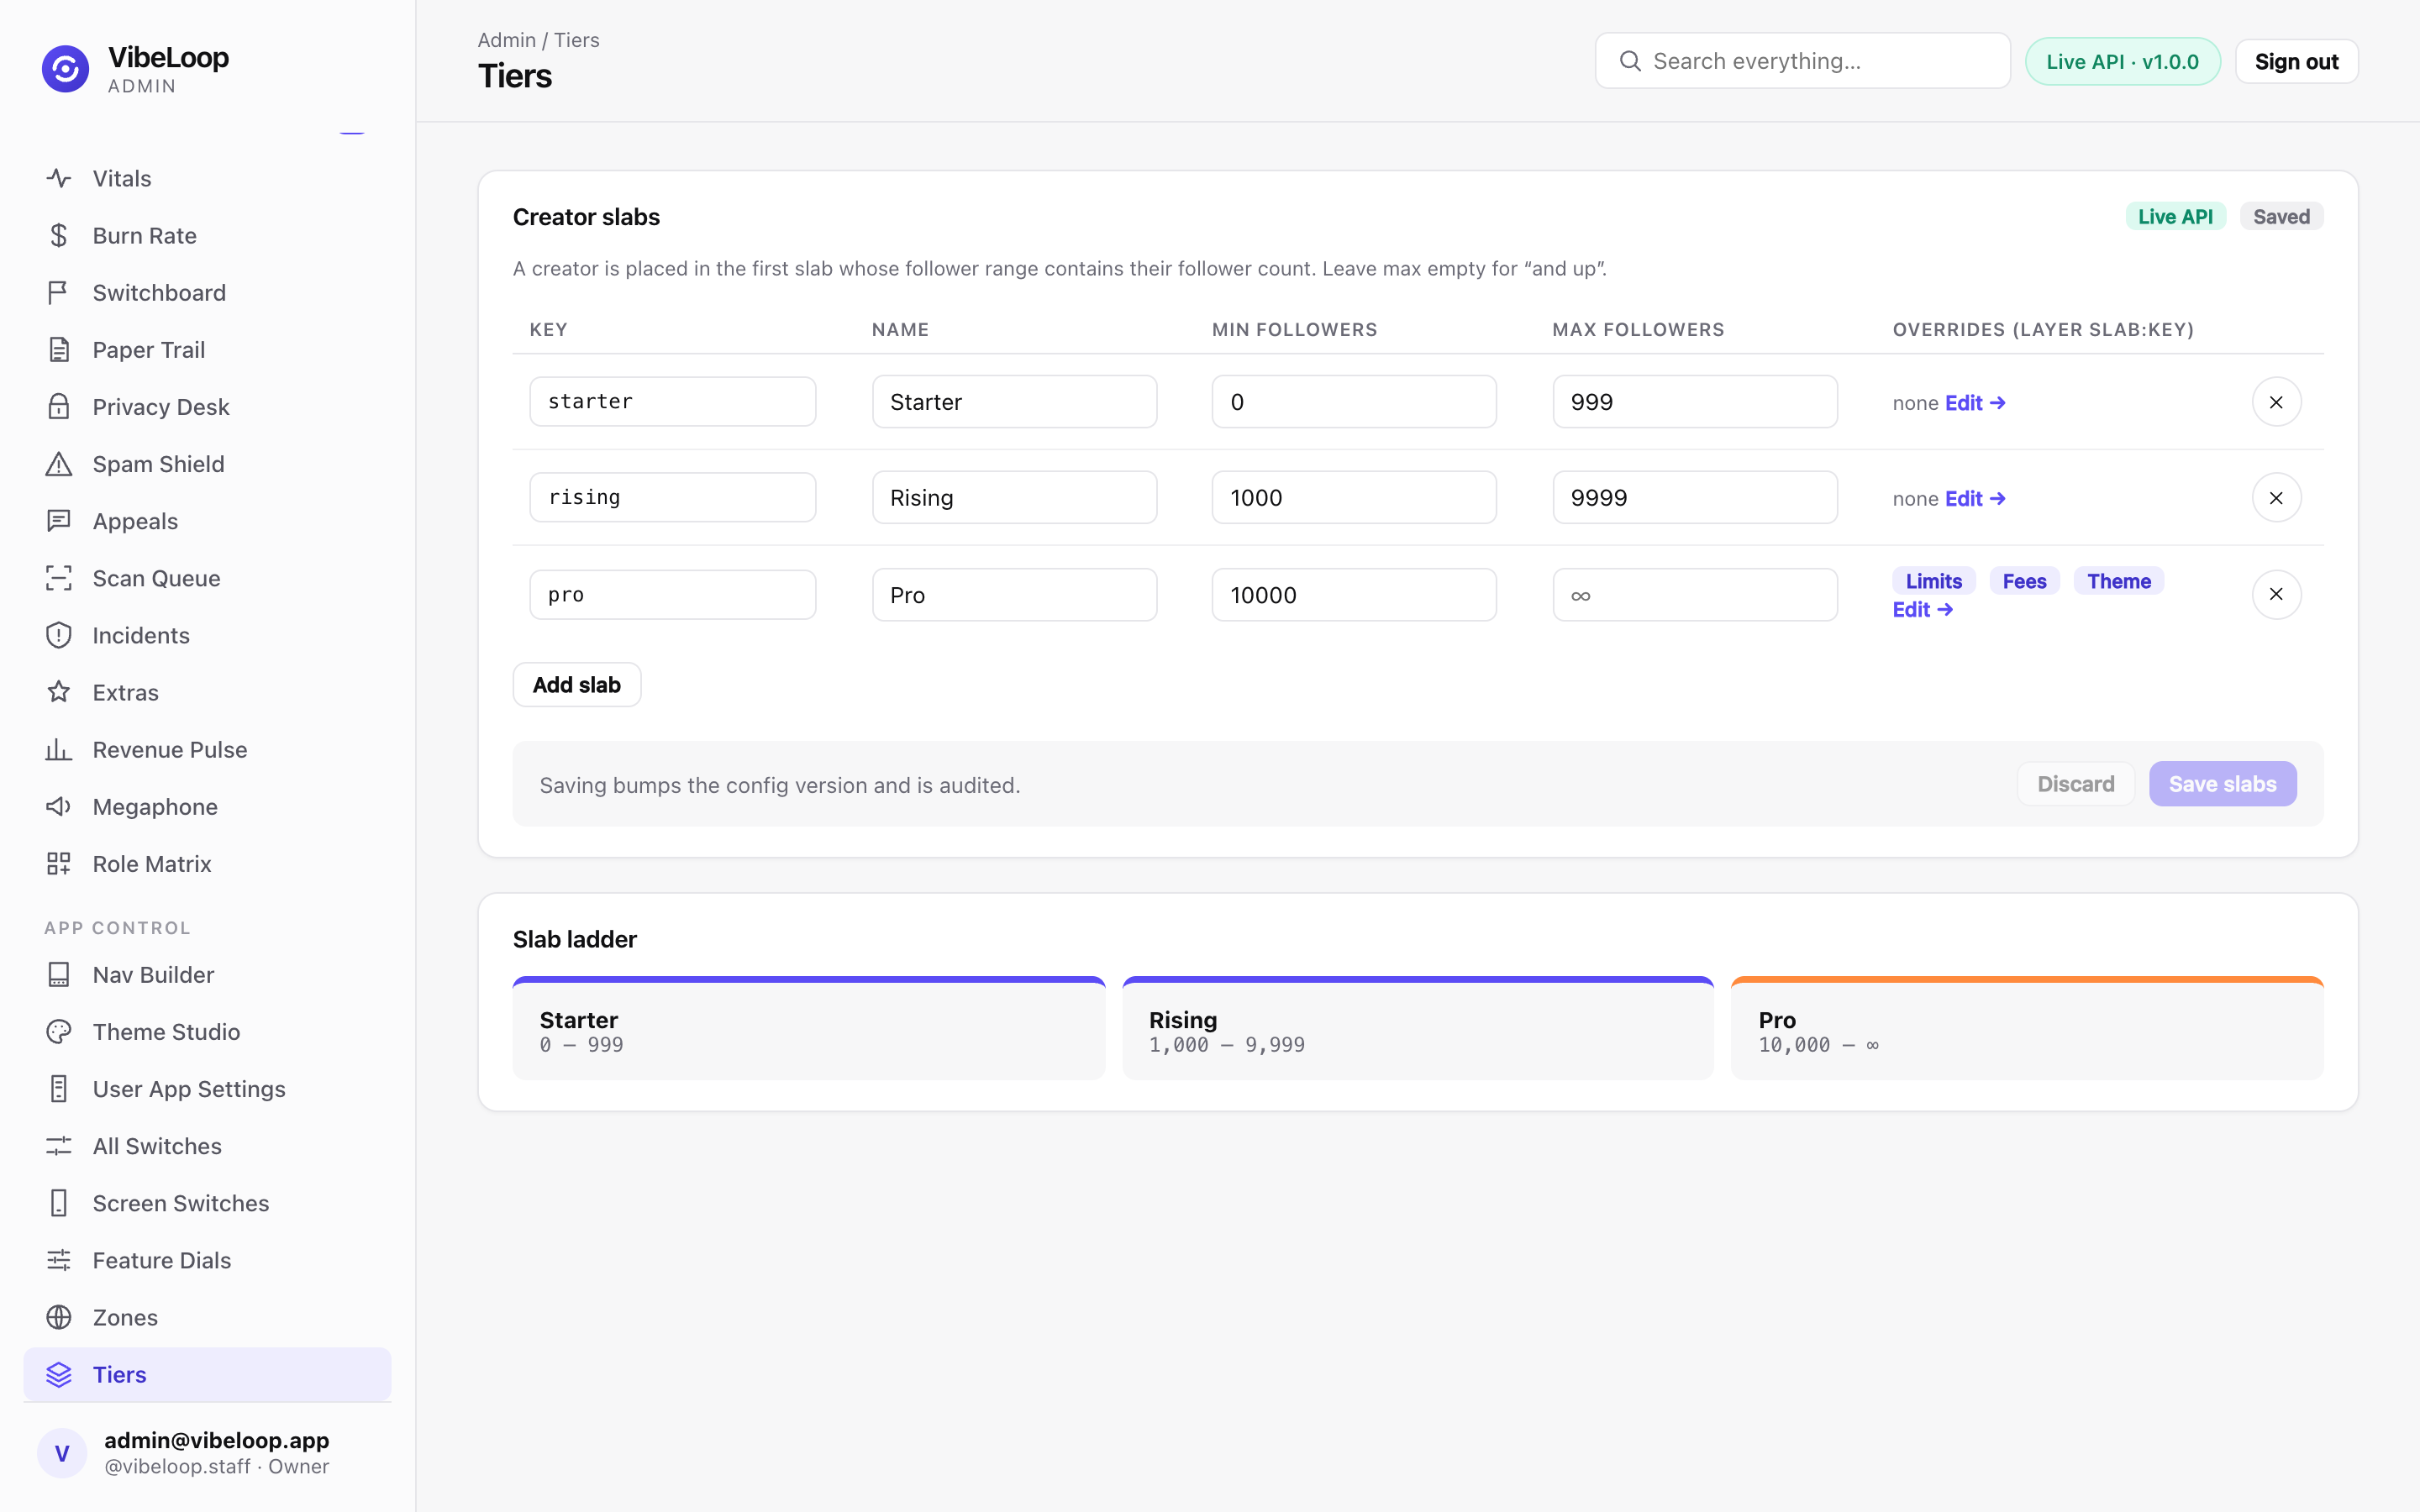 VibeLoop
ADMIN
Vitals
Burn Rate
Switchboard
Paper Trail
Privacy Desk
Spam Shield
Appeals
Scan Queue
Incidents
Extras
Revenue Pulse
Megaphone
Role Matrix
APP CONTROL
Nav Builder
Theme Studio
User App Settings
All Switches
Screen Switches
Feature Dials
Zones
Tiers
V
admin@vibeloop.app
@vibeloop.staff · Owner
Admin / Tiers
Tiers
Search everything...
Live API · v1.0.0
Sign out
Creator slabs
Live API
Saved
A creator is placed in the first slab whose follower range contains their follower count. Leave max empty for “and up”.
KEY NAME MIN FOLLOWERS MAX FOLLOWERS OVERRIDES (LAYER SLAB:KEY)
starter Starter 0 999 none Edit →
rising Rising 1000 9999 none Edit →
pro Pro 10000 ∞ Limits Fees Theme
Edit →
Add slab
Saving bumps the config version and is audited.
Discard
Save slabs
Slab ladder
Starter
0 – 999
Rising
1,000 – 9,999
Pro
10,000 – ∞